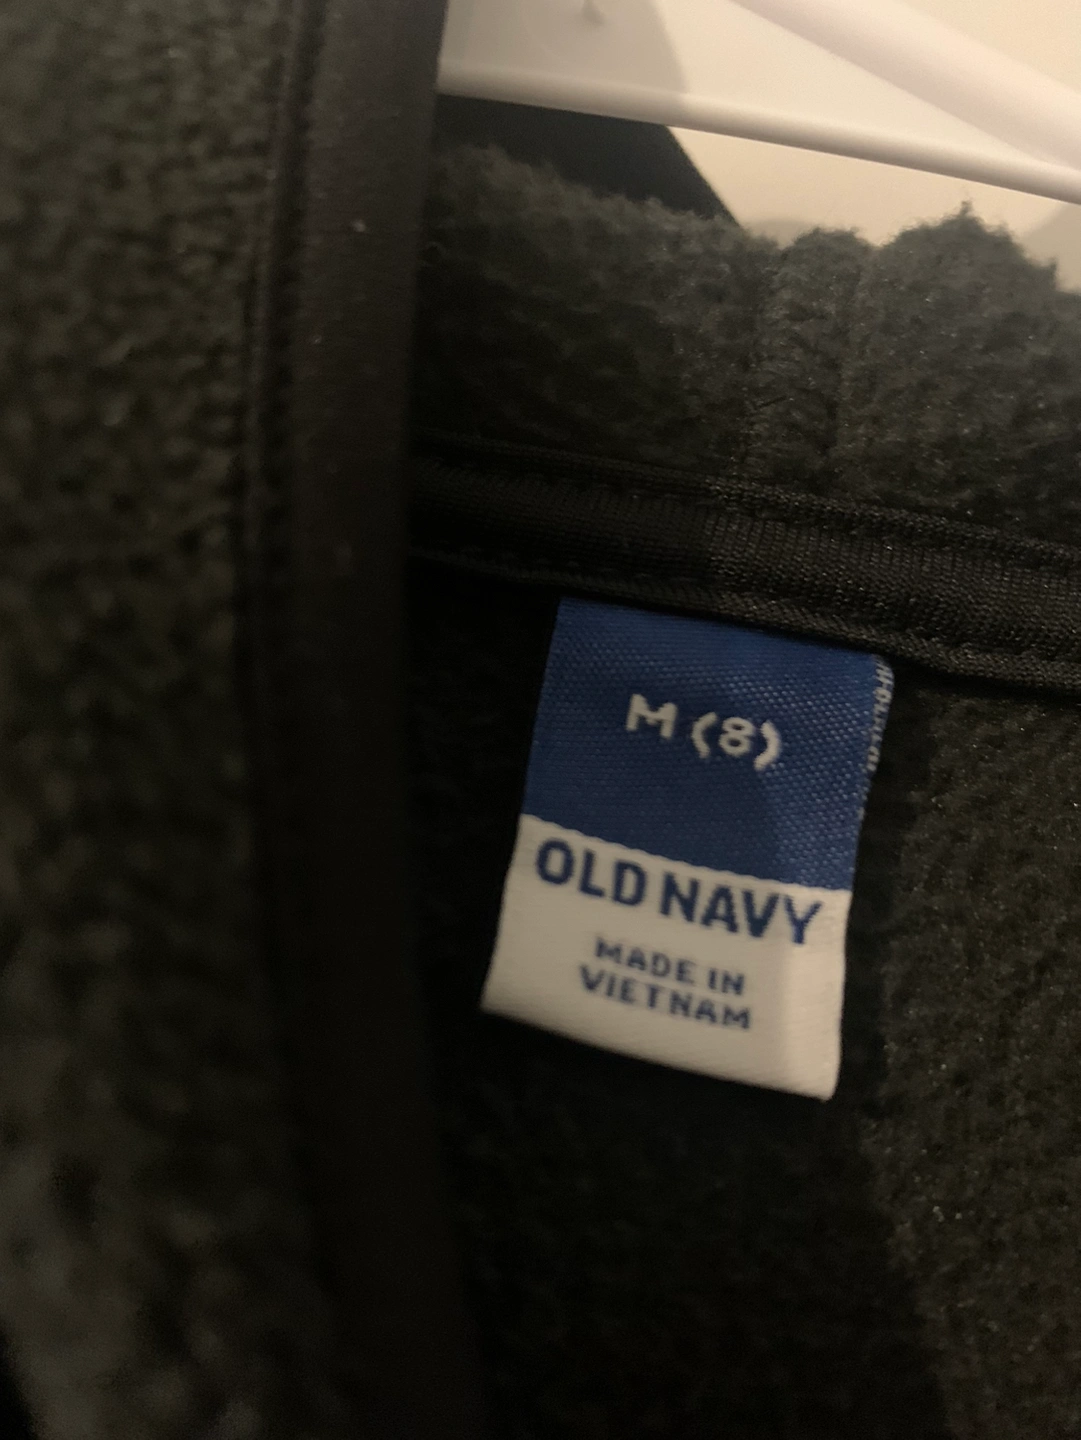 M (8)
OLD NAVY
MADE IN
VIETNAM